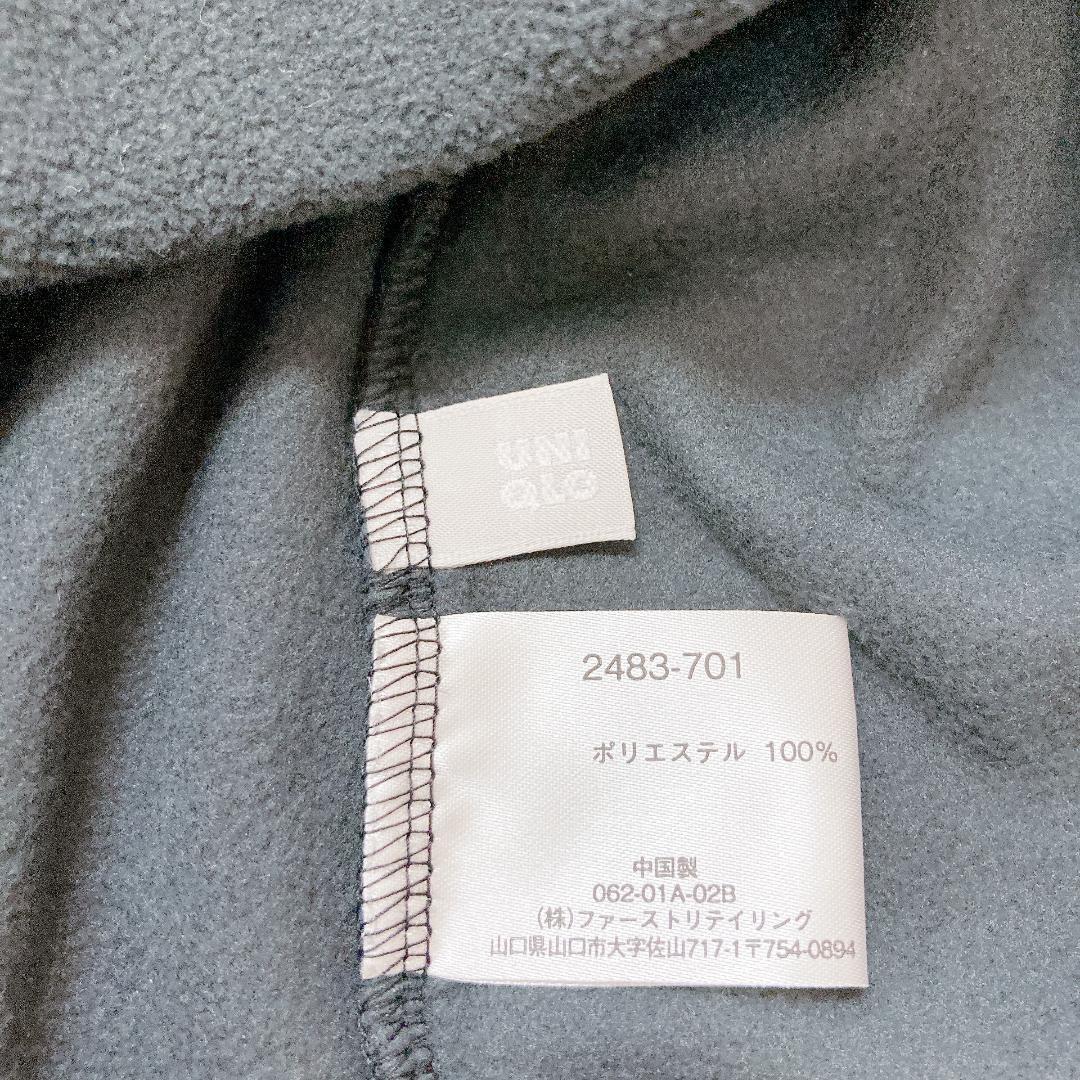 UNI
QLO
2483-701
ポリエステル 100%
中国製
062-01A-02B
(株)ファーストリテイリング
山口県山口市大字佐山717-1〒754-0894